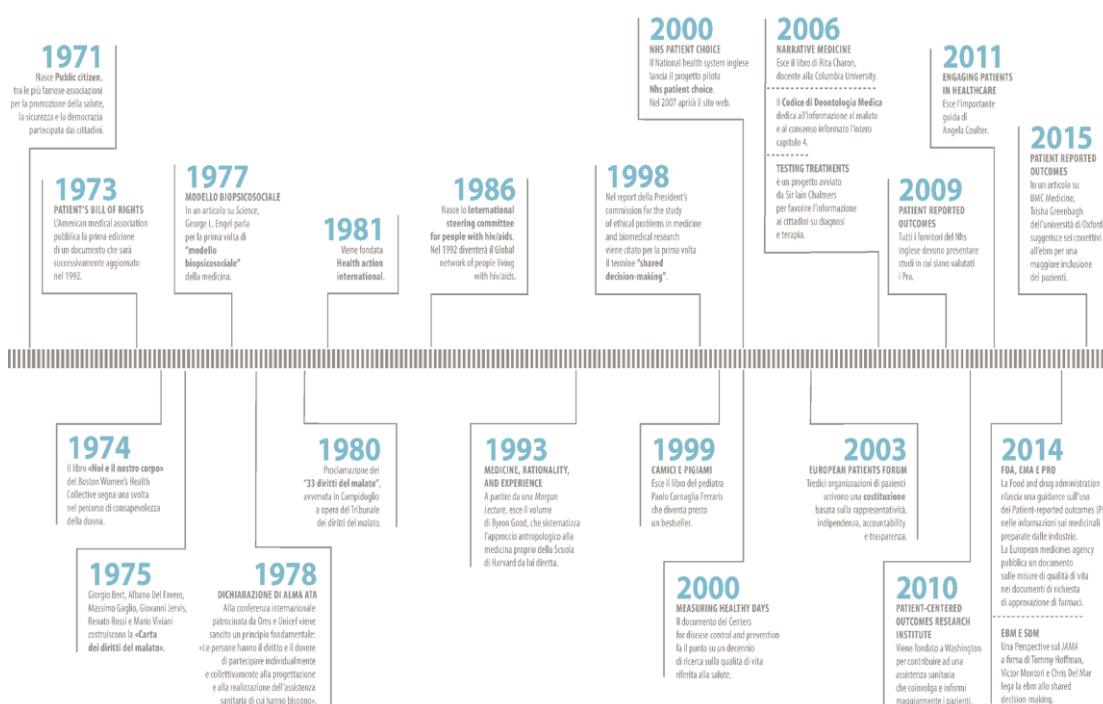 1971
Nasce Public citizen,
tra le più famose associazioni
per la promozione della salute,
la sicurezza e la democrazia
partecipata dai cittadini.
1973
PATIENT'S BILL OF RIGHTS
L'American medical association
pubblica la prima edizione
di un documento che sarà
successivamente aggiornato
nel 1992.
1977
MODELLO BIOPSICOSOCIALE
In un articolo su Science,
George L. Engel parla
per la prima volta di
"modello
biopsicosociale"
della medicina.
1981
Viene fondata
Health action
international.
1986
Nasce lo International
steering committee
for people with hiv/aids.
Nel 1992 diventerà il Global
network of people living
with hiv/aids.
1998
Nel report della President's
commission for the study
of ethical problems in medicine
and biomedical research
viene citato per la prima volta
il termine "shared
decision-making".
2000
NHS PATIENT CHOICE
Il National health system inglese
lancia il progetto pilota
Nhs patient choice.
Nel 2007 aprirà il sito web.
2006
NARRATIVE MEDICINE
Esce il libro di Rita Charon,
docente alla Columbia University.
Il Codice di Deontologia Medica
dedica all'informazione al malato
e al consenso informato l'intero
capitolo 4.
TESTING TREATMENTS
è un progetto avviato
da Sir Iain Chalmers
per favorire l'informazione
ai cittadini su diagnosi
e terapia.
2009
PATIENT REPORTED
OUTCOMES
Tutti i fornitori del Nhs
inglese devono presentare
studi in cui siano valutati
i Pro.
2011
ENGAGING PATIENTS
IN HEALTHCARE
Esce l'importante
guida di
Angela Coulter.
2015
PATIENT REPORTED
OUTCOMES
In un articolo su
BMC Medicine,
Trisha Greenhagh
dell'università di Oxford
suggerisce sei correttivi
all'ebm per una
maggiore inclusione
dei pazienti.
1974
Il libro «Noi e il nostro corpo»
del Boston Women's Health
Collective segna una svolta
nel percorso di consapevolezza
della donna.
1975
Giorgio Bert, Albano Del Favero,
Massimo Gaglio, Giovanni Jervis,
Renato Rossi e Mario Viviani
costruiscono la «Carta
dei diritti del malato».
1978
DICHIARAZIONE DI ALMA ATA
Alla conferenza internazionale
patrocinata da Oms e Unicef viene
sancito un principio fondamentale:
«Le persone hanno il diritto e il dovere
di partecipare individualmente
e collettivamente alla progettazione
e alla realizzazione dell'assistenza
sanitaria di cui hanno bisogno».
1980
Proclamazione dei
"33 diritti del malato",
avvenuta in Campidoglio
a opera del Tribunale
dei diritti del malato.
1993
MEDICINE, RATIONALITY,
AND EXPERIENCE
A partire da una Morgan
Lecture, esce il volume
di Byron Good, che sistematizza
l'approccio antropologico alla
medicina proprio della Scuola
di Harvard da lui diretta.
1999
CAMICI E PIGIAMI
Esce il libro del pediatra
Paolo Cornaglia Ferraris
che diventa presto
un bestseller.
2000
MEASURING HEALTHY DAYS
Il documento dei Centers
for disease control and prevention
fa il punto su un decennio
di ricerca sulla qualità di vita
riferita alla salute.
2003
EUROPEAN PATIENTS FORUM
Tredici organizzazioni di pazienti
scrivono una costituzione
basata sulla rappresentatività,
indipendenza, accountability
e trasparenza.
2010
PATIENT-CENTERED
OUTCOMES RESEARCH
INSTITUTE
Viene fondato a Washington
per contribuire ad una
assistenza sanitaria
che coinvolga e informi
maggiormente i pazienti.
2014
FDA, EMA E PRO
La Food and drug administration
rilascia una guidance sull'uso
dei Patient-reported outcomes (P
nelle informazioni sui medicinali
preparate dalle industrie.
La European medicines agency
pubblica un documento
sulle misure di qualità di vita
nei documenti di richiesta
di approvazione di farmaci.
EBM E SDM
Una Perspective sul JAMA
a firma di Tommy Hoffman,
Victor Montori e Chris Del Mar
lega la ebm allo shared
decision-making.